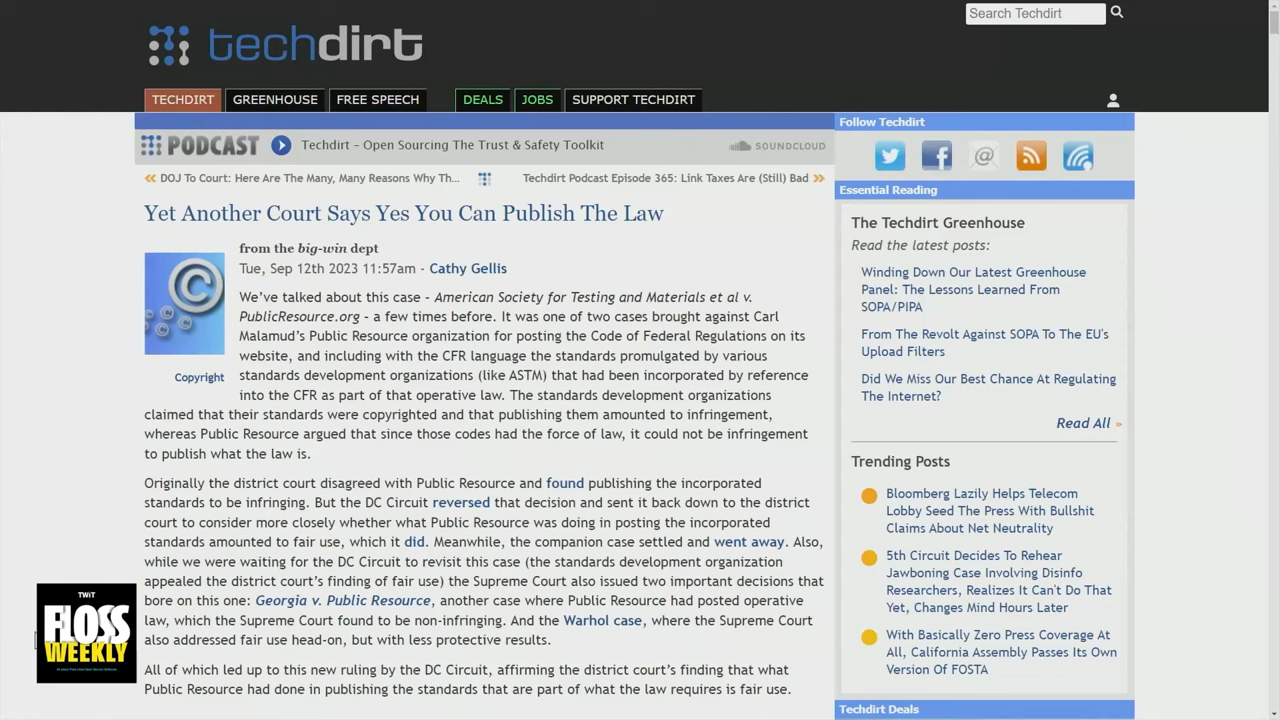 Search Techdirt
techdirt
TECHDIRT GREENHOUSE FREE SPEECH DEALS JOBS SUPPORT TECHDIRT
PODCAST Techdirt – Open Sourcing The Trust & Safety Toolkit SOUNDCLOUD
DOJ To Court: Here Are The Many, Many Reasons Why Th...
Techdirt Podcast Episode 365: Link Taxes Are (Still) Bad
Yet Another Court Says Yes You Can Publish The Law
from the big-win dept
Tue, Sep 12th 2023 11:57am - Cathy Gellis
Copyright
We've talked about this case – American Society for Testing and Materials et al v.
PublicResource.org – a few times before. It was one of two cases brought against Carl
Malamud's Public Resource organization for posting the Code of Federal Regulations on its
website, and including with the CFR language the standards promulgated by various
standards development organizations (like ASTM) that had been incorporated by reference
into the CFR as part of that operative law. The standards development organizations
claimed that their standards were copyrighted and that publishing them amounted to infringement,
whereas Public Resource argued that since those codes had the force of law, it could not be infringement
to publish what the law is.
Originally the district court disagreed with Public Resource and found publishing the incorporated
standards to be infringing. But the DC Circuit reversed that decision and sent it back down to the district
court to consider more closely whether what Public Resource was doing in posting the incorporated
standards amounted to fair use, which it did. Meanwhile, the companion case settled and went away. Also,
while we were waiting for the DC Circuit to revisit this case (the standards development organization
appealed the district court's finding of fair use) the Supreme Court also issued two important decisions that
bore on this one: Georgia v. Public Resource, another case where Public Resource had posted operative
law, which the Supreme Court found to be non-infringing. And the Warhol case, where the Supreme Court
also addressed fair use head-on, but with less protective results.
All of which led up to this new ruling by the DC Circuit, affirming the district court's finding that what
Public Resource had done in publishing the standards that are part of what the law requires is fair use.
Follow Techdirt
Essential Reading
The Techdirt Greenhouse
Read the latest posts:
Winding Down Our Latest Greenhouse
Panel: The Lessons Learned From
SOPA/PIPA
From The Revolt Against SOPA To The EU's
Upload Filters
Did We Miss Our Best Chance At Regulating
The Internet?
Read All »
Trending Posts
Bloomberg Lazily Helps Telecom
Lobby Seed The Press With Bullshit
Claims About Net Neutrality
5th Circuit Decides To Rehear
Jawboning Case Involving Disinfo
Researchers, Realizes It Can't Do That
Yet, Changes Mind Hours Later
With Basically Zero Press Coverage At
All, California Assembly Passes Its Own
Version Of FOSTA
Techdirt Deals
TWiT
FLOSS
WEEKLY